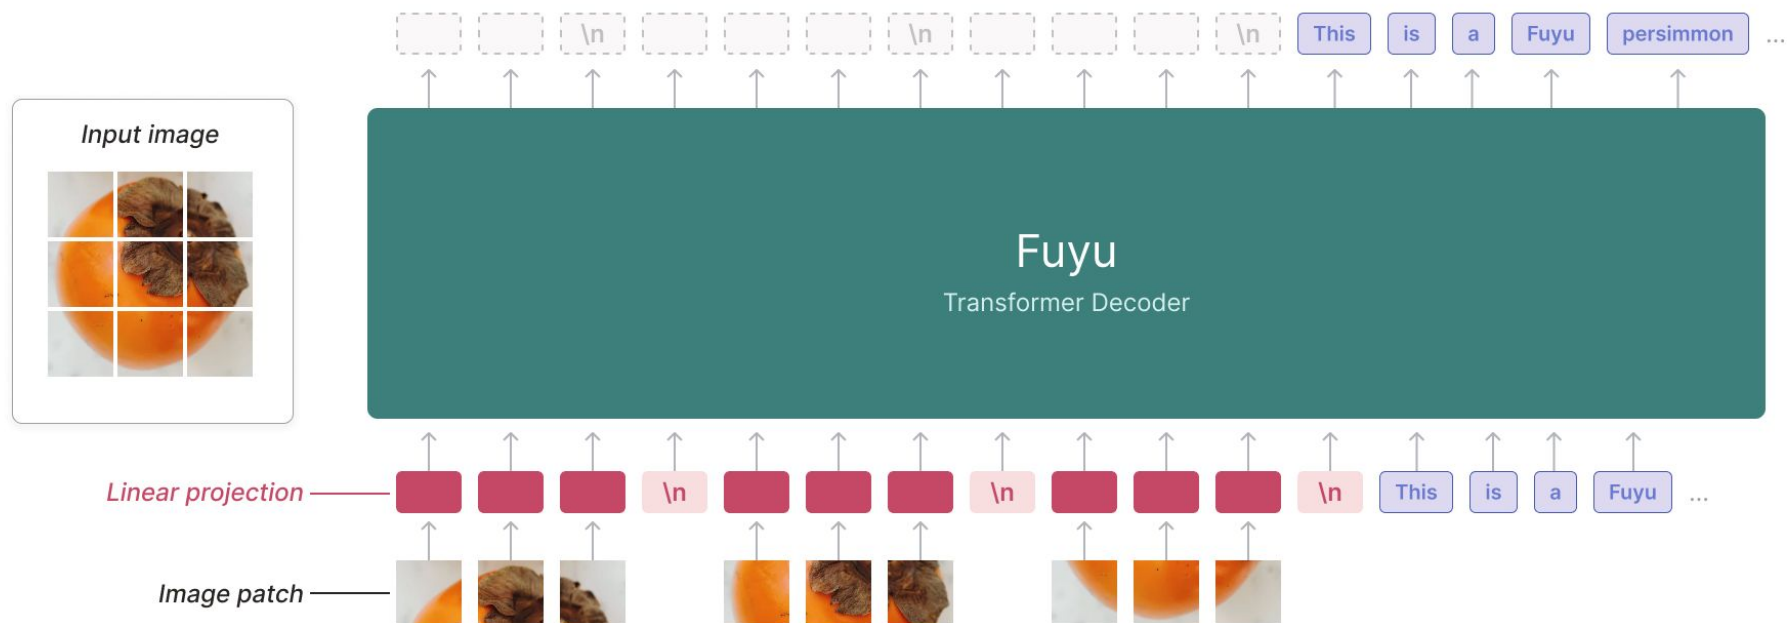 \n \n \n This is a Fuyu persimmon ...
Input image
Fuyu
Transformer Decoder
Linear projection \n \n \n This is a Fuyu ...
Image patch